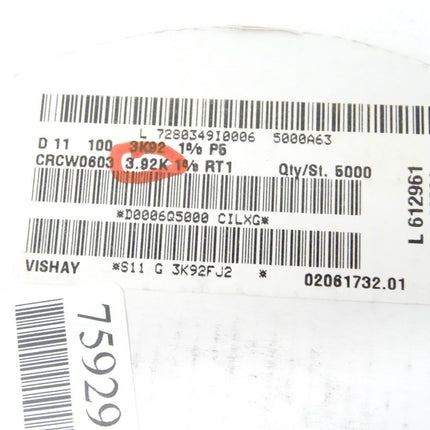 L 7280349I0006 5000A63
D 11 100 3K92 1% P5
CRCW0603 3.92K 1% RT1 Qty/St. 5000
*D0006Q5000 CILXG*
VISHAY *S11 G 3K92FJ2 * 02061732.01
L 612961
75929